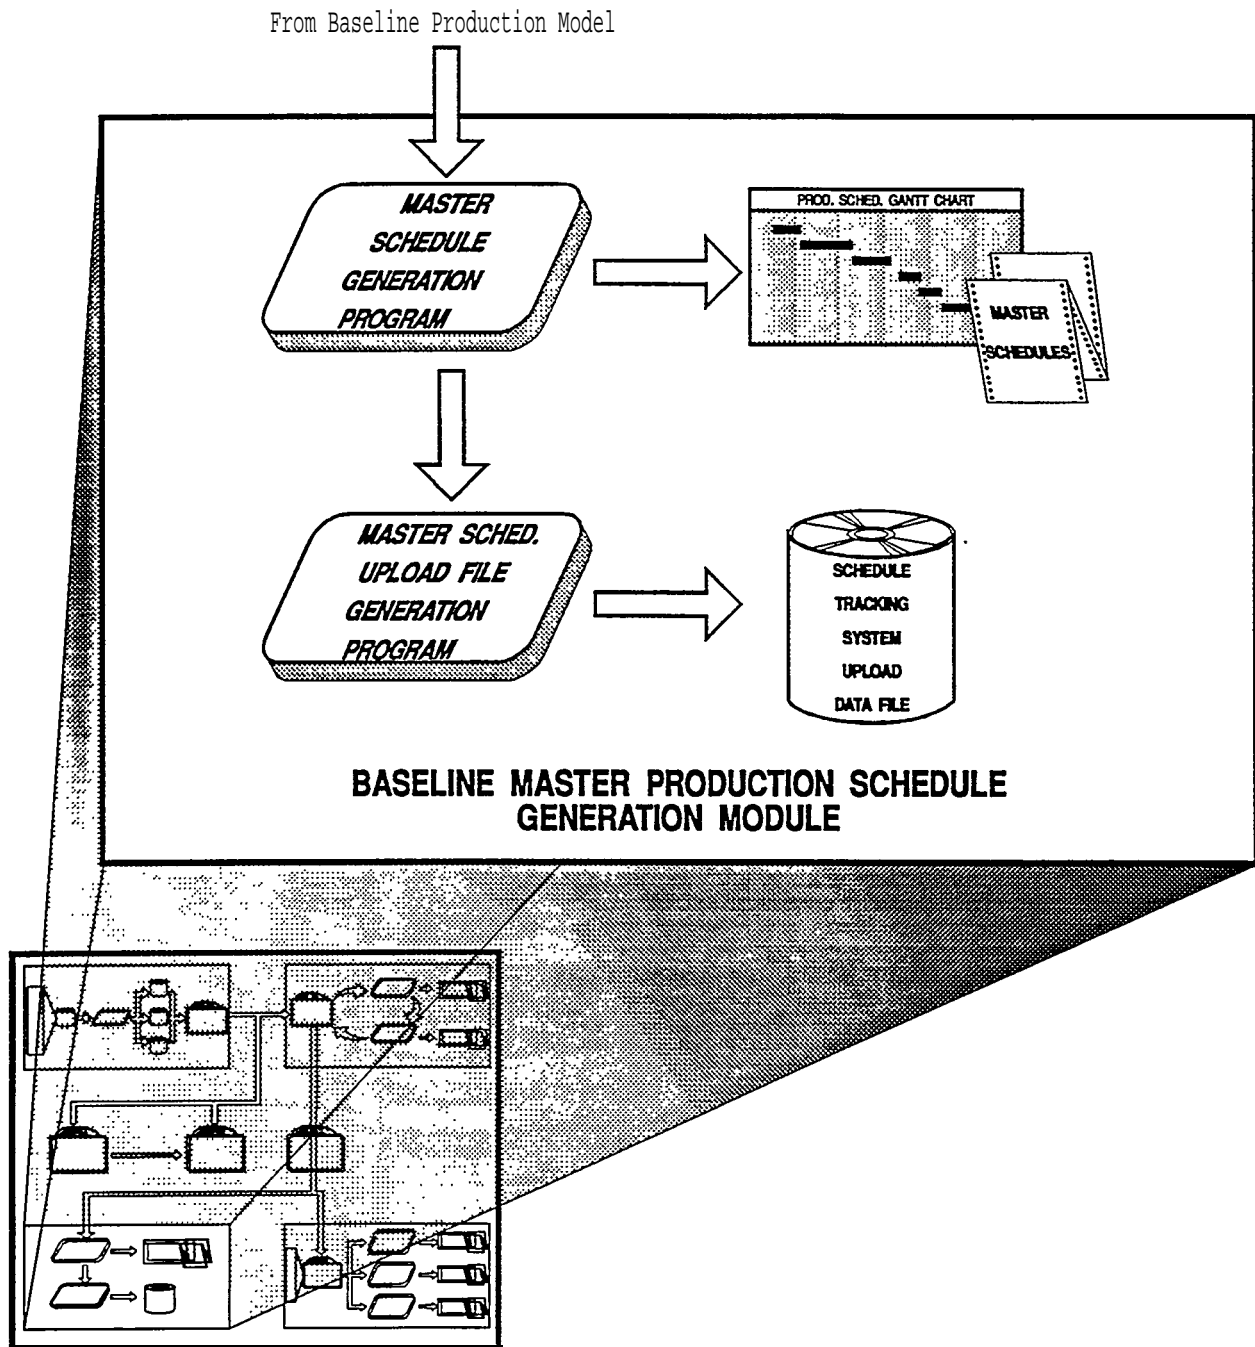 From Baseline Production Model
MASTER
SCHEDULE
GENERATION
PROGRAM
PROD. SCHED. GANTT CHART
MASTER
SCHEDULES
MASTER SCHED.
UPLOAD FILE
GENERATION
PROGRAM
SCHEDULE
TRACKING
SYSTEM
UPLOAD
DATA FILE
BASELINE MASTER PRODUCTION SCHEDULE
GENERATION MODULE